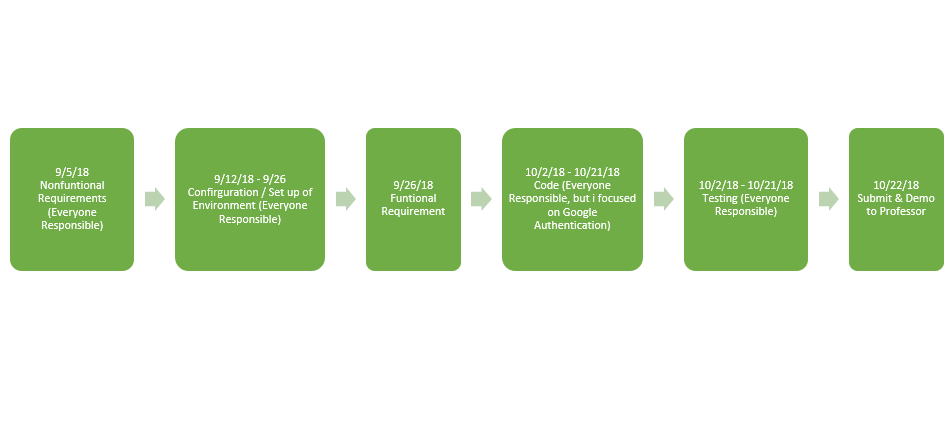 9/5/18
Nonfuntional
Requirements
(Everyone
Responsible)
9/12/18 - 9/26
Confirguration / Set up of
Environment (Everyone
Responsible)
9/26/18
Funtional
Requirement
10/2/18 - 10/21/18
Code (Everyone
Responsible, but i focused
on Google
Authentication)
10/2/18 - 10/21/18
Testing (Everyone
Responsible)
10/22/18
Submit & Demo
to Professor